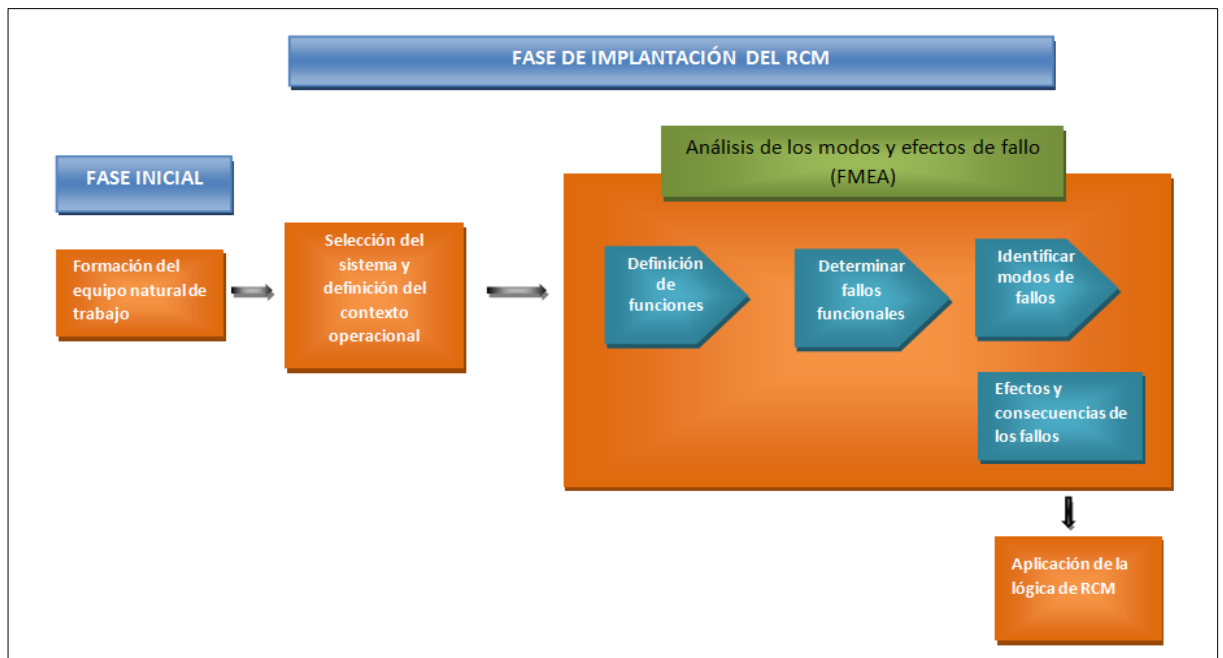 FASE DE IMPLANTACIÓN DEL RCM
FASE INICIAL
Formación del
equipo natural de
trabajo
Selección del
sistema y
definición del
contexto
operacional
Análisis de los modos y efectos de fallo
(FMEA)
Definición
de
funciones
Determinar
fallos
funcionales
Identificar
modos de
fallos
Efectos y
consecuencias de
los fallos
Aplicación de la
lógica de RCM